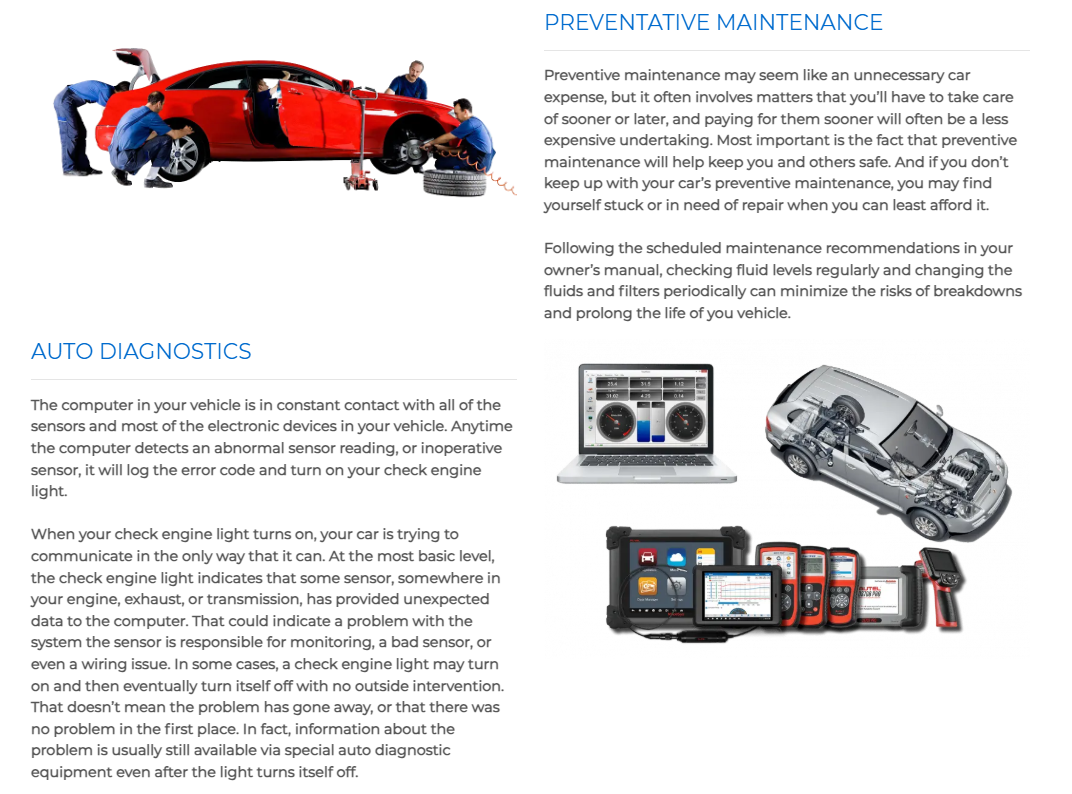 PREVENTATIVE MAINTENANCE
Preventive maintenance may seem like an unnecessary car
expense, but it often involves matters that you'll have to take care
of sooner or later, and paying for them sooner will often be a less
expensive undertaking. Most important is the fact that preventive
maintenance will help keep you and others safe. And if you don't
keep up with your car's preventive maintenance, you may find
yourself stuck or in need of repair when you can least afford it.
Following the scheduled maintenance recommendations in your
owner's manual, checking fluid levels regularly and changing the
fluids and filters periodically can minimize the risks of breakdowns
and prolong the life of you vehicle.
AUTO DIAGNOSTICS
The computer in your vehicle is in constant contact with all of the
sensors and most of the electronic devices in your vehicle. Anytime
the computer detects an abnormal sensor reading, or inoperative
sensor, it will log the error code and turn on your check engine
light.
When your check engine light turns on, your car is trying to
communicate in the only way that it can. At the most basic level,
the check engine light indicates that some sensor, somewhere in
your engine, exhaust, or transmission, has provided unexpected
data to the computer. That could indicate a problem with the
system the sensor is responsible for monitoring, a bad sensor, or
even a wiring issue. In some cases, a check engine light may turn
on and then eventually turn itself off with no outside intervention.
That doesn't mean the problem has gone away, or that there was
no problem in the first place. In fact, information about the
problem is usually still available via special auto diagnostic
equipment even after the light turns itself off.
AUTEL